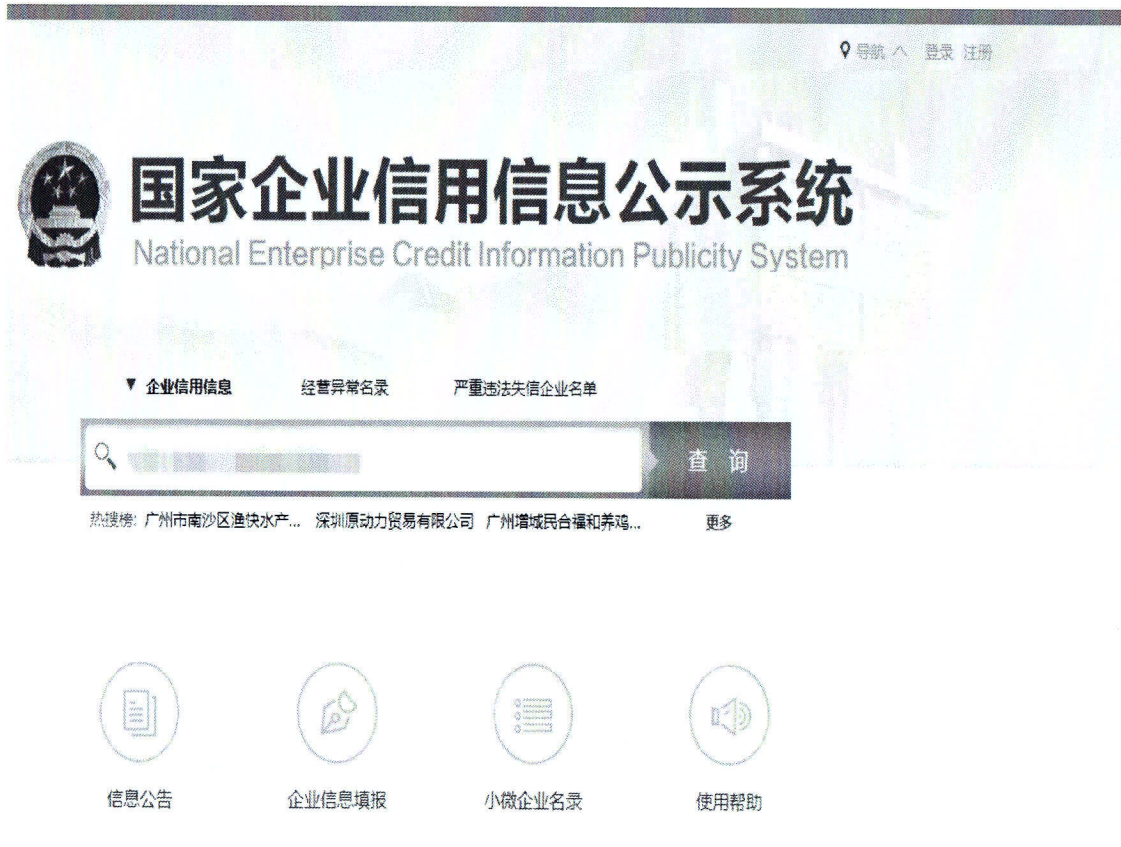 导航 登录 注册
国家企业信用信息公示系统
National Enterprise Credit Information Publicity System
企业信用信息 经营异常名录 严重违法失信企业名单
查 询
热搜榜: 广州市南沙区渔快水产... 深圳原动力贸易有限公司 广州增城民合福和养鸡... 更多
信息公告 企业信息填报 小微企业名录 使用帮助